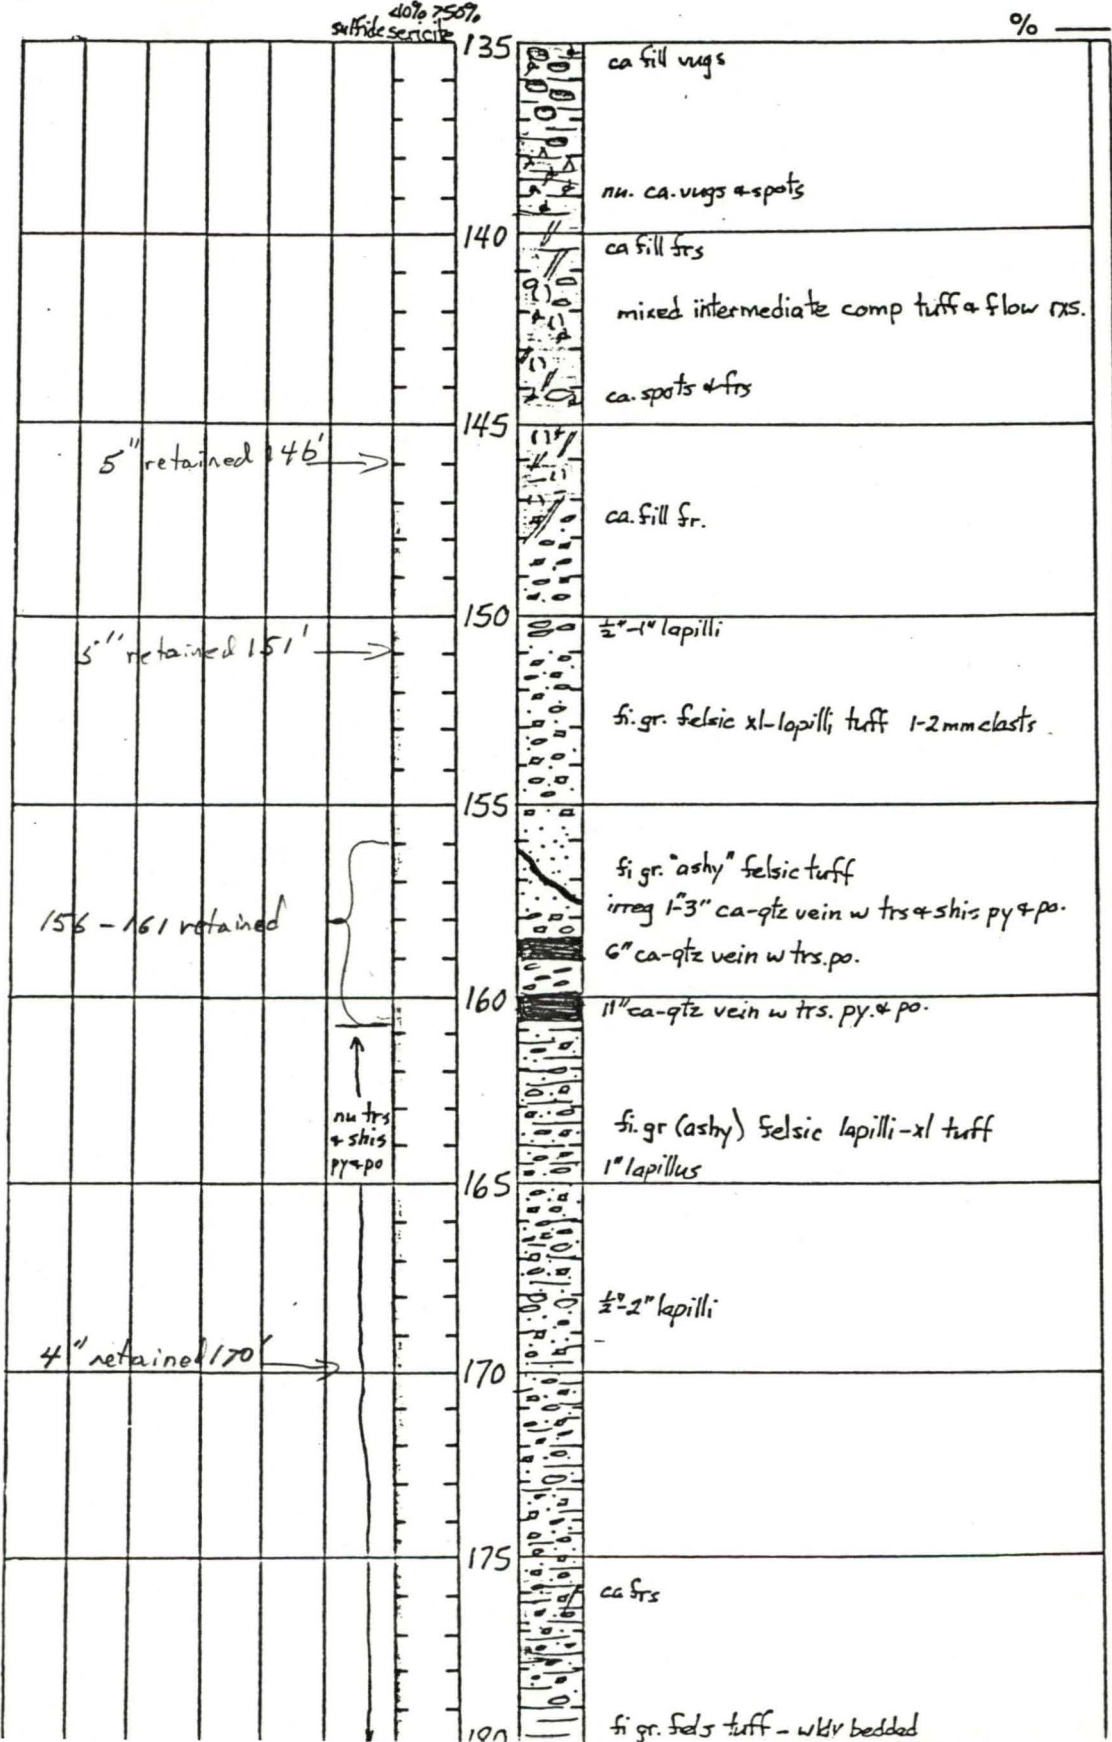 <10% >50%
sulfide sericite
%
135
ca fill vugs
nu. ca. vugs & spots
140
ca fill frs
mixed intermediate comp tuff & flow rxs.
ca. spots & frs
145
5" retained 146'
ca. fill fr.
150
½"-1" lapilli
5" retained 151'
fi. gr. felsic xl-lapilli tuff 1-2mm clasts
155
fi gr. "ashy" felsic tuff
156 - 161 retained
irreg 1"-3" ca-qtz vein w trs & shis py & po.
6" ca-qtz vein w trs. po.
160
11" ca-qtz vein w trs. py. & po.
nu trs
& shis
py & po
fi. gr (ashy) felsic lapilli-xl tuff
1" lapillus
165
½"-2" lapilli
4" retained 170'
170
175
ca frs
fi gr. fels tuff - wkly bedded
180